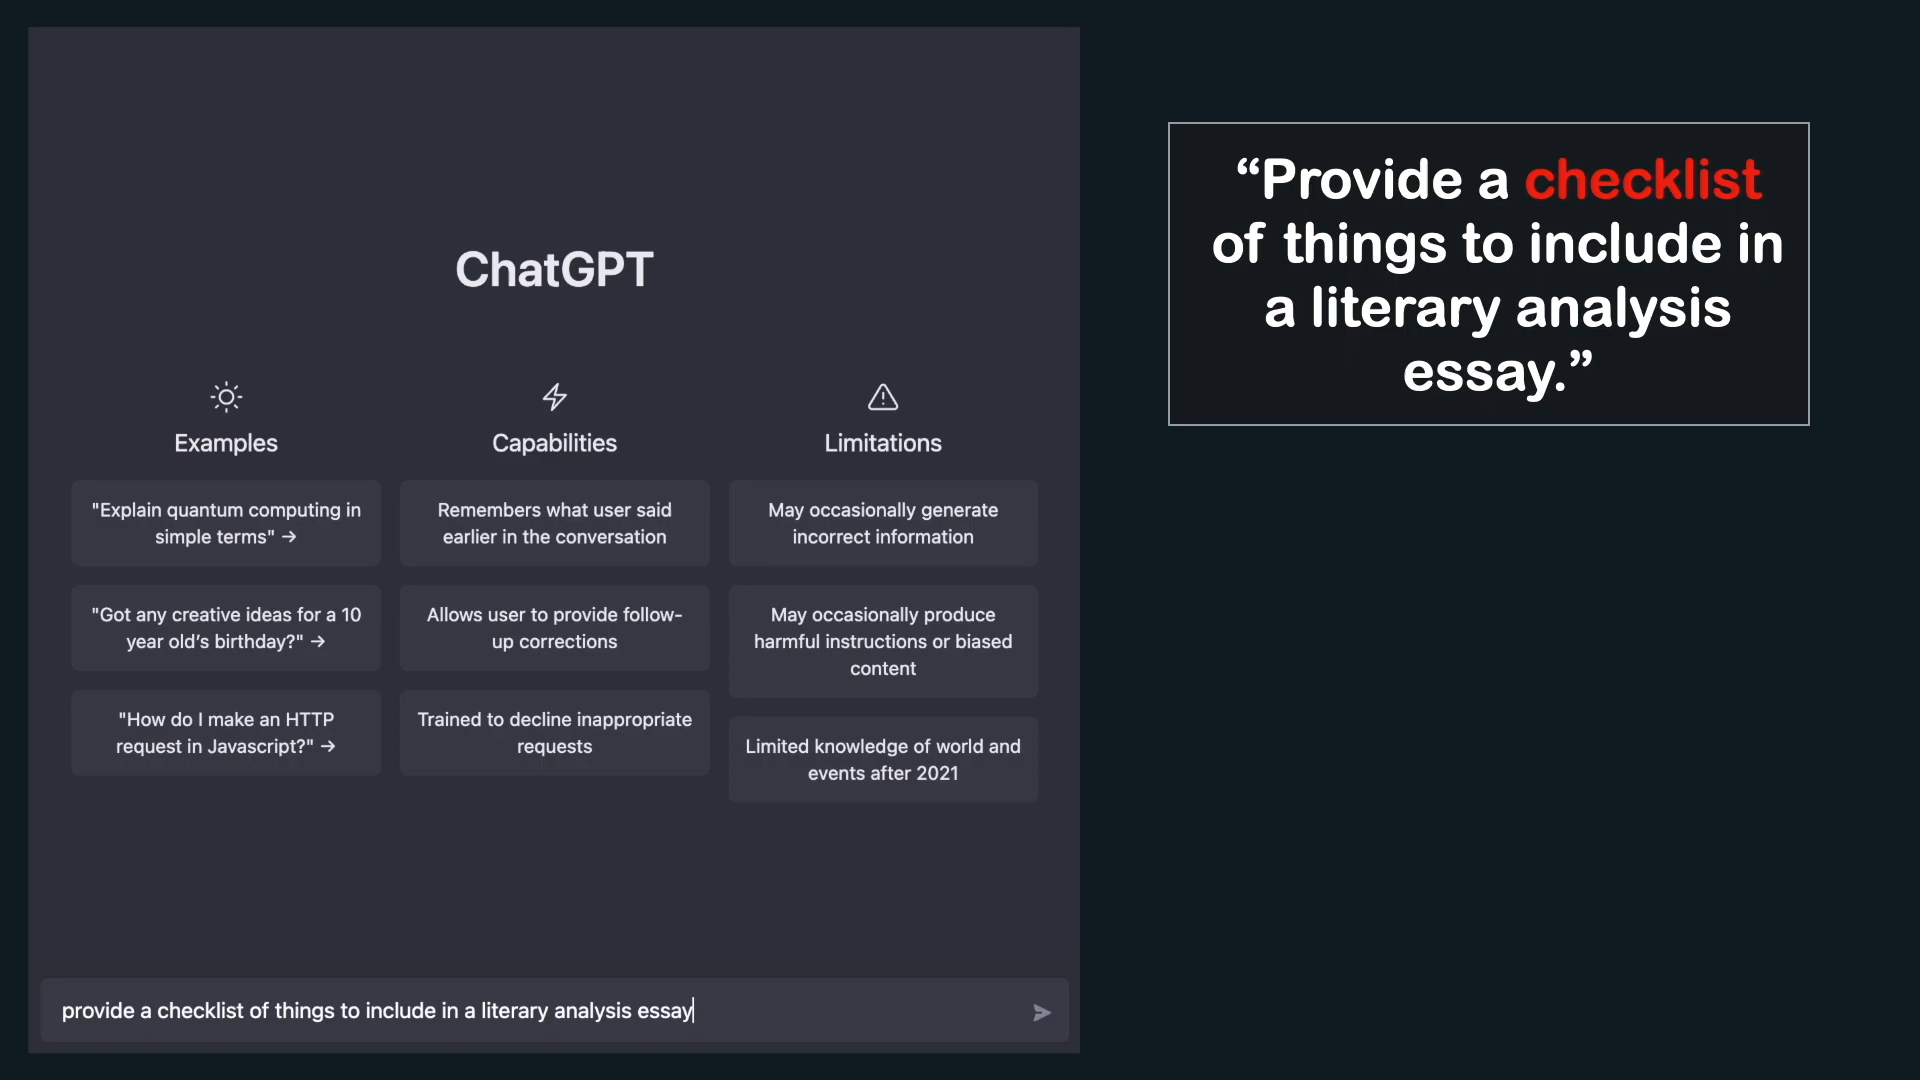 ChatGPT
Examples
"Explain quantum computing in
simple terms" →
"Got any creative ideas for a 10
year old’s birthday?" →
"How do I make an HTTP
request in Javascript?" →
Capabilities
Remembers what user said
earlier in the conversation
Allows user to provide follow-
up corrections
Trained to decline inappropriate
requests
Limitations
May occasionally generate
incorrect information
May occasionally produce
harmful instructions or biased
content
Limited knowledge of world and
events after 2021
provide a checklist of things to include in a literary analysis essay
“Provide a checklist
of things to include in
a literary analysis
essay.”